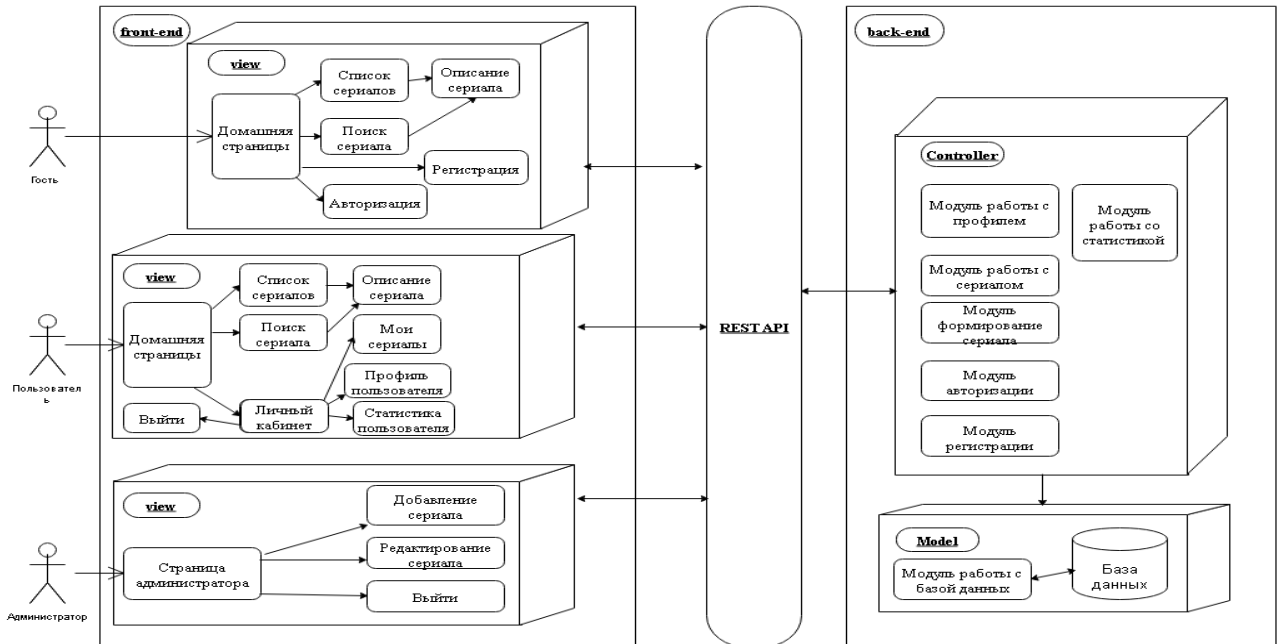 front-end
view
Домашняя
страницы
Список
сериалов
Описание
сериала
Поиск
сериала
Регистрация
Авторизация
Гость
view
Домашняя
страницы
Список
сериалов
Описание
сериала
Поиск
сериала
Мои
сериалы
Профиль
пользователя
Личный
кабинет
Статистика
пользователя
Выйти
Пользовател
ь
view
Страница
администратора
Добавление
сериала
Редактирование
сериала
Выйти
Администратор
REST API
back-end
Controller
Модуль работы с
профилем
Модуль
работы со
статистикой
Модуль работы с
сериалом
Модуль
формирование
сериала
Модуль
авторизации
Модуль
регистрации
Model
Модуль работы с
базой данных
База
данных